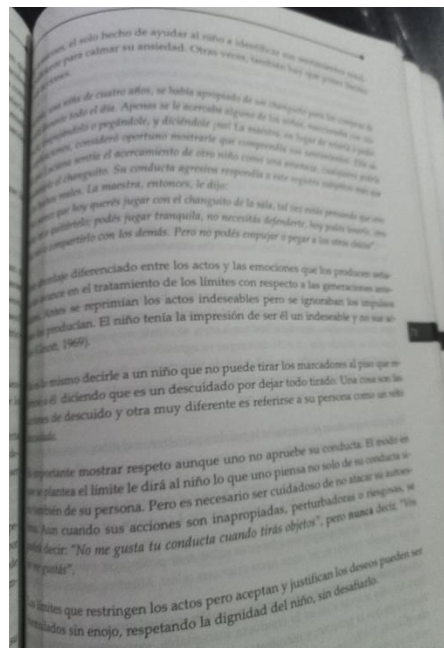 el solo hecho de ayudar al niño a identificar sus sentimientos
para calmar su ansiedad. Otras veces, también hay que poner
niña de cuatro años, se había apropiado de un changuito para las compras
todo el día. Apenas se le acercaba alguno de los niños,
o pegándole, y diciéndole ¡no! La maestra, en lugar de
consideró oportuno mostrarle que comprendía sus sentimientos. Ella
sentía el acercamiento de otro niño como una amenaza, cualquiera podría
el changuito. Su conducta agresiva respondía a este registro subjetivo más que
malos. La maestra, entonces, le dijo:
que hoy querés jugar con el changuito de la sala, tal vez estás pensando que
podés jugar tranquila, no necesitás defenderte, hoy podés usarlo,
compartirlo con los demás. Pero no podés empujar o pegar a los otros chicos".
diferenciado entre los actos y las emociones que los producen
en el tratamiento de los límites con respecto a las generaciones
Antes se reprimían los actos indeseables pero se ignoraban los impulsos
producían. El niño tenía la impresión de ser él un indeseable y no sus
1969).
mismo decirle a un niño que no puede tirar los marcadores al piso que
a él diciendo que es un descuidado por dejar todo tirado. Una cosa son las
de descuido y otra muy diferente es referirse a su persona como un niño
mostrar respeto aunque uno no apruebe su conducta. El modo en
plantea el límite le dirá al niño lo que uno piensa no solo de su conducta
también de su persona. Pero es necesario ser cuidadoso de no atacar su
Aun cuando sus acciones son inapropiadas, perturbadoras o riesgosas, se
decir: "No me gusta tu conducta cuando tirás objetos", pero nunca decir: "Vos
gustás".
límites que restringen los actos pero aceptan y justifican los deseos pueden ser
sin enojo, respetando la dignidad del niño, sin desafiarlo.